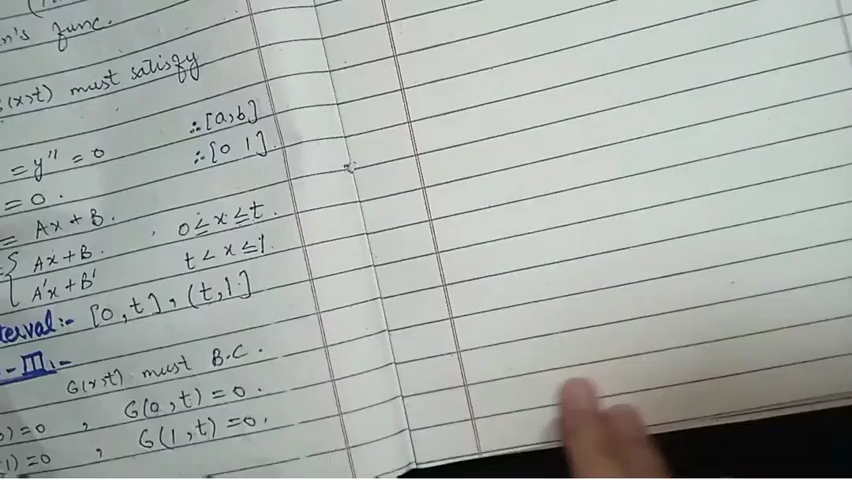 n's func.
(x,t) must satisfy
= y'' = 0 ∴ [a,b]
= 0. ∴ [0 1].
= Ax + B.
{ Ax + B. , 0 ≤ x ≤ t.
A'x + B' t < x ≤ 1.
terval:- [0,t], (t,1]
- III:-
G(x,t) must B.C.
)=0 , G(0,t) = 0.
1)=0 , G(1,t) = 0.